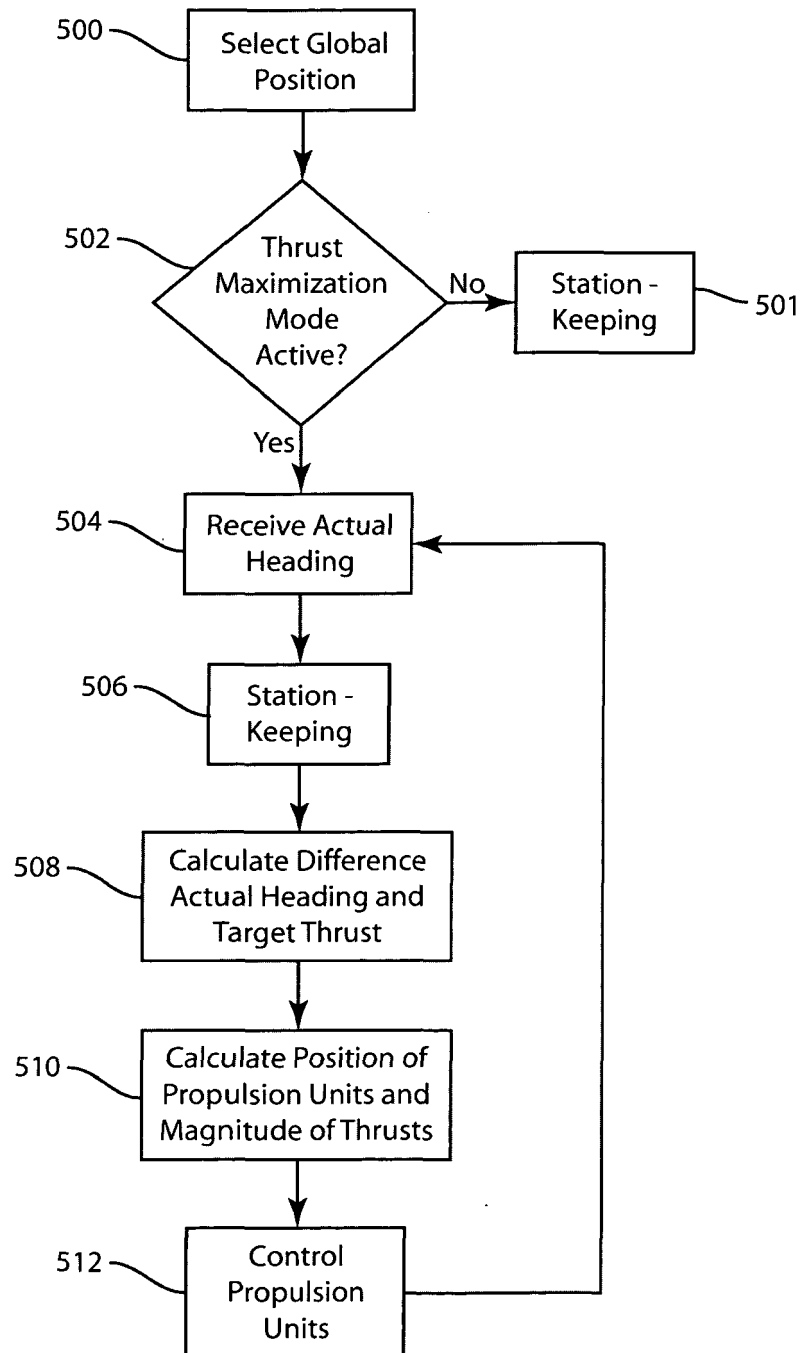 500
Select Global
Position
502
Thrust
Maximization
Mode
Active?
No
Station -
Keeping
501
Yes
504
Receive Actual
Heading
506
Station -
Keeping
508
Calculate Difference
Actual Heading and
Target Thrust
510
Calculate Position of
Propulsion Units and
Magnitude of Thrusts
512
Control
Propulsion
Units